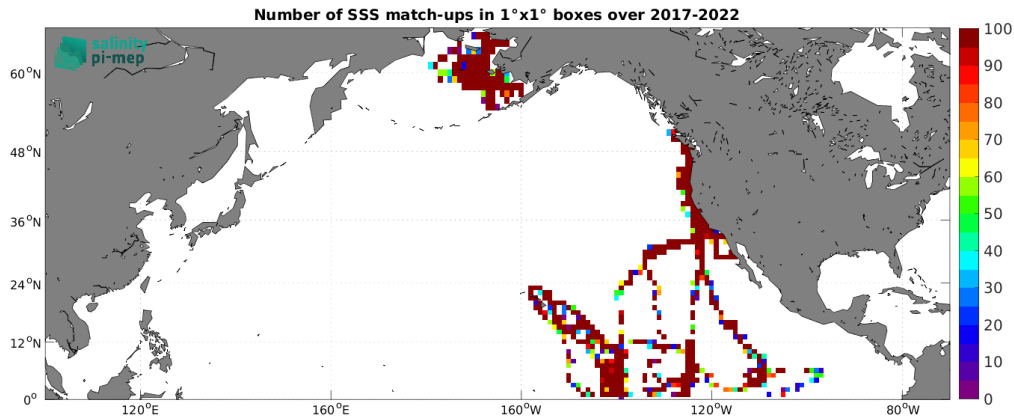 Number of SSS match-ups in 1°x1° boxes over 2017-2022
salinity
pi-mep
60°N
48°N
36°N
24°N
12°N
0°
120°E
160°E
160°W
120°W
80°W
100
90
80
70
60
50
40
30
20
10
0